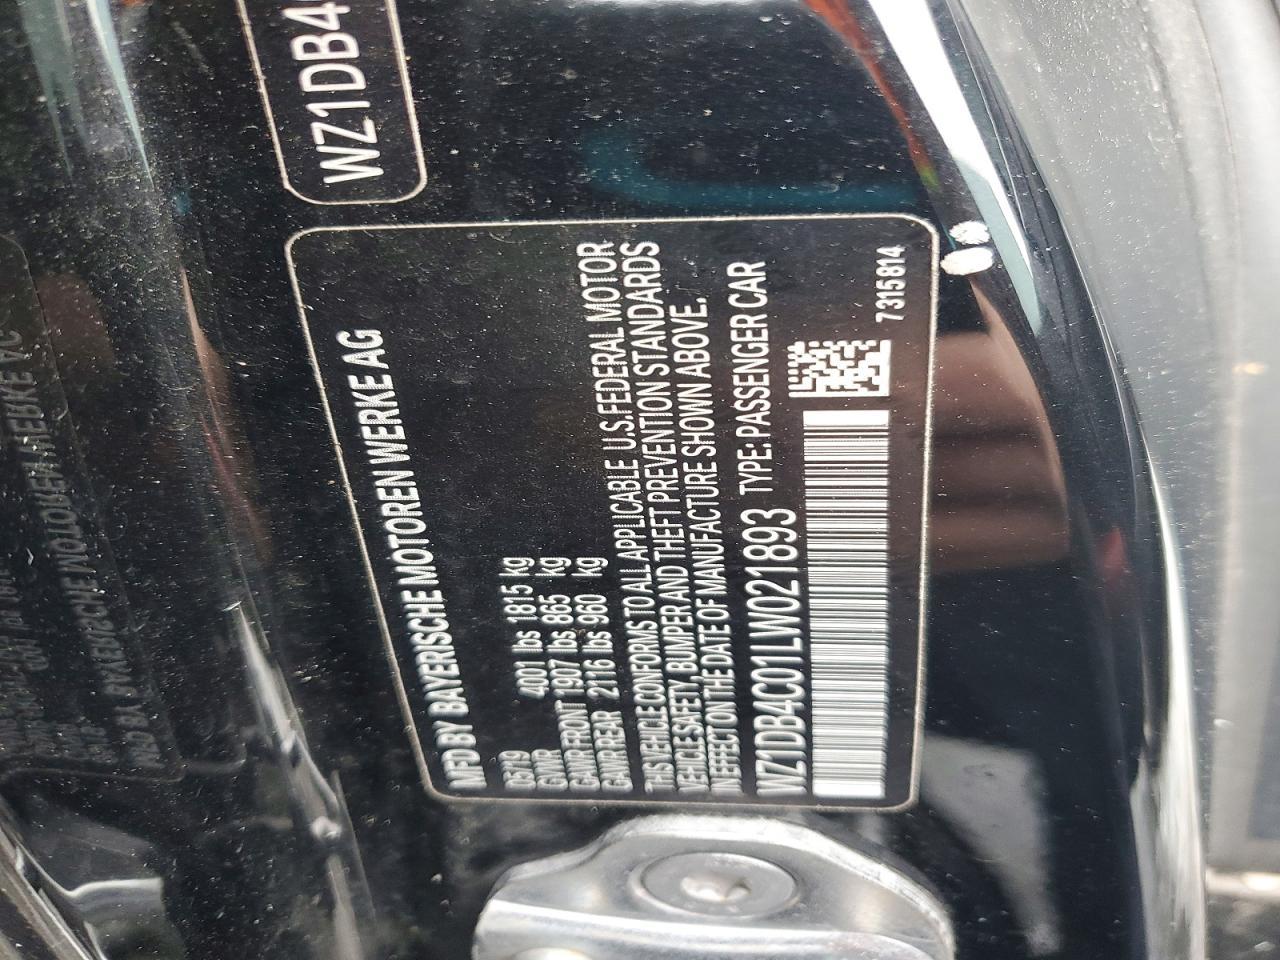 WZ1DB4
MFD BY BAYERISCHE MOTOREN WERKE AG
05/19
GVWR 4001 lbs 1815 kg
GAWR FRONT 1907 lbs 865 kg
GAWR REAR 2116 lbs 960 kg
THIS VEHICLE CONFORMS TO ALL APPLICABLE U.S.FEDERAL MOTOR
VEHICLE SAFETY, BUMPER AND THEFT PREVENTION STANDARDS
IN EFFECT ON THE DATE OF MANUFACTURE SHOWN ABOVE.
WZ1DB4C01LW021893 TYPE: PASSENGER CAR
7315814